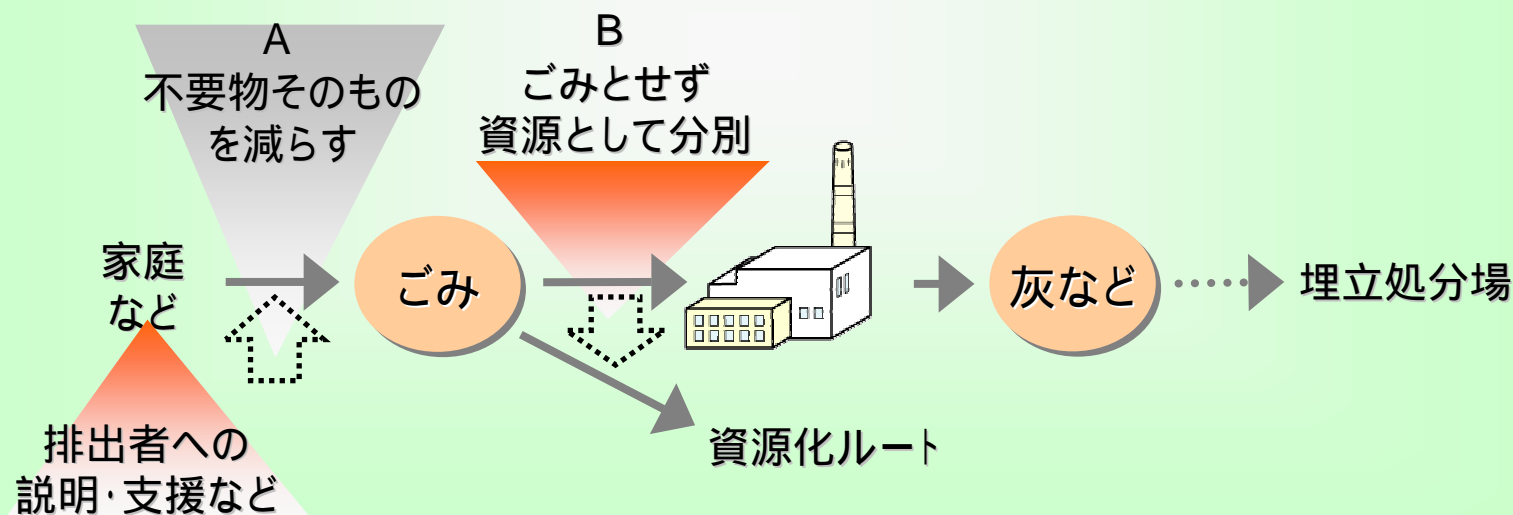 A
不要物そのもの
を減らす
B
ごみとせず
資源として分別
家庭
など
ごみ
灰など
埋立処分場
資源化ルート
排出者への
説明・支援など